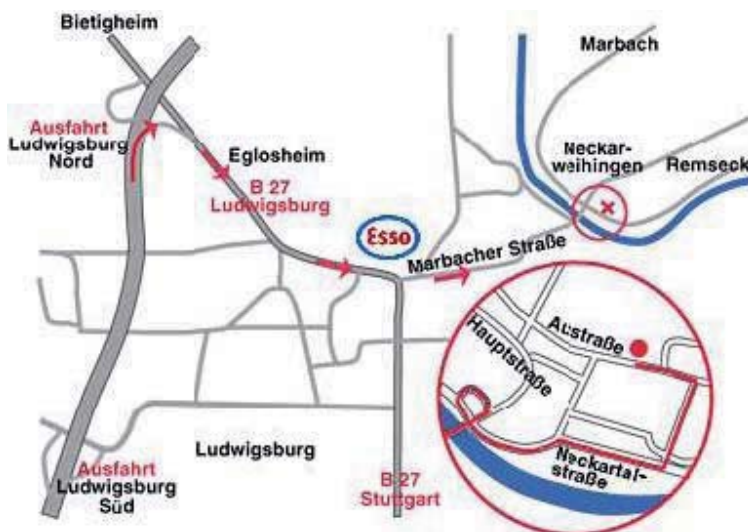 Bietigheim
Marbach
Ausfahrt
Ludwigsburg
Nord
Eglosheim
Neckar-
weihingen
Remseck
B 27
Ludwigsburg
Esso
Marbacher Straße
Hauptstraße
Austraße
Neckartal-
straße
Ludwigsburg
Ausfahrt
Ludwigsburg
Süd
B 27
Stuttgart